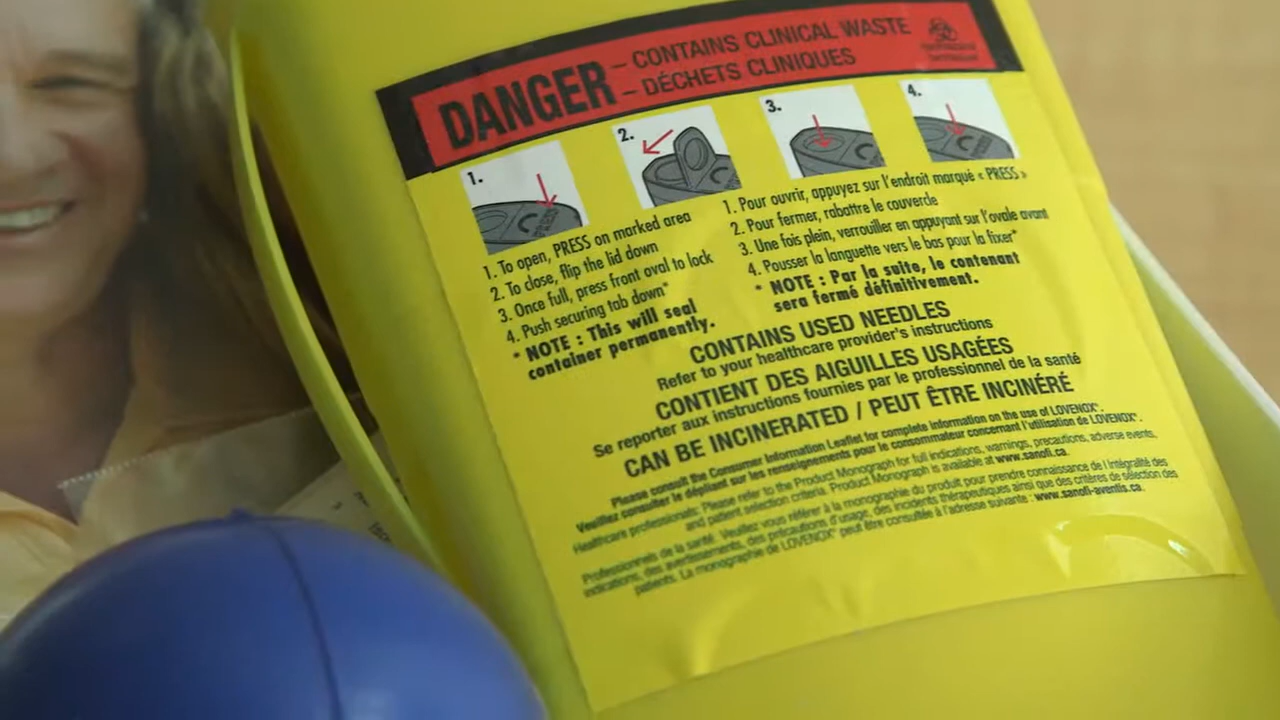 DANGER – CONTAINS CLINICAL WASTE
– DÉCHETS CLINIQUES
1.
2.
3.
4.
1. To open, PRESS on marked area
2. To close, flip the lid down
3. Once full, press front oval to lock
4. Push securing tab down*
* NOTE : This will seal
container permanently.
1. Pour ouvrir, appuyez sur l'endroit marqué « PRESS »
2. Pour fermer, rabattre le couvercle
3. Une fois plein, verrouiller en appuyant sur l'ovale avant
4. Pousser la languette vers le bas pour la fixer*
* NOTE : Par la suite, le contenant
sera fermé définitivement.
CONTAINS USED NEEDLES
Refer to your healthcare provider's instructions
CONTIENT DES AIGUILLES USAGÉES
Se reporter aux instructions fournies par le professionnel de la santé
CAN BE INCINERATED / PEUT ÊTRE INCINÉRÉ
Please consult the Consumer Information Leaflet for complete information on the use of LOVENOX®.
Veuillez consulter le dépliant sur les renseignements pour le consommateur concernant l'utilisation de LOVENOX®.
Healthcare professionals: Please refer to the Product Monograph for full indications, warnings, precautions, adverse events,
and patient selection criteria. Product Monograph is available at www.sanofi.ca.
Professionnels de la santé: Veuillez vous référer à la monographie du produit pour prendre connaissance de l'intégralité des
indications, des avertissements, des précautions d'usage, des incidents thérapeutiques ainsi que des critères de sélection des
patients. La monographie de LOVENOX® peut être consultée à l'adresse suivante : www.sanofi-aventis.ca.